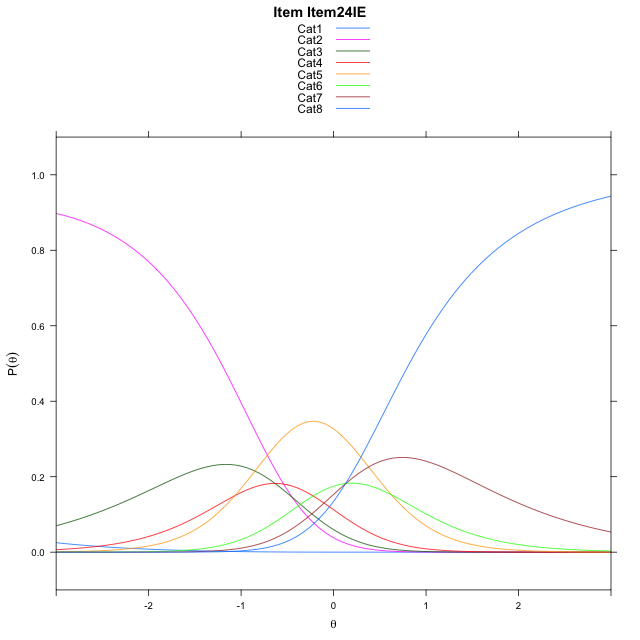 Item Item24IE
Cat1
Cat2
Cat3
Cat4
Cat5
Cat6
Cat7
Cat8
1.0
0.8
0.6
0.4
0.2
0.0
P(θ)
-2 -1 0 1 2
θ